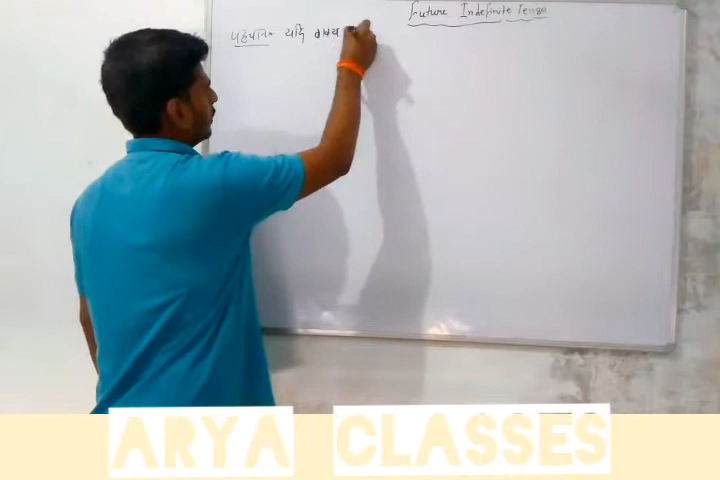 Future Indefinite Tense
पहचान- यदि वाक्य
ARYA CLASSES